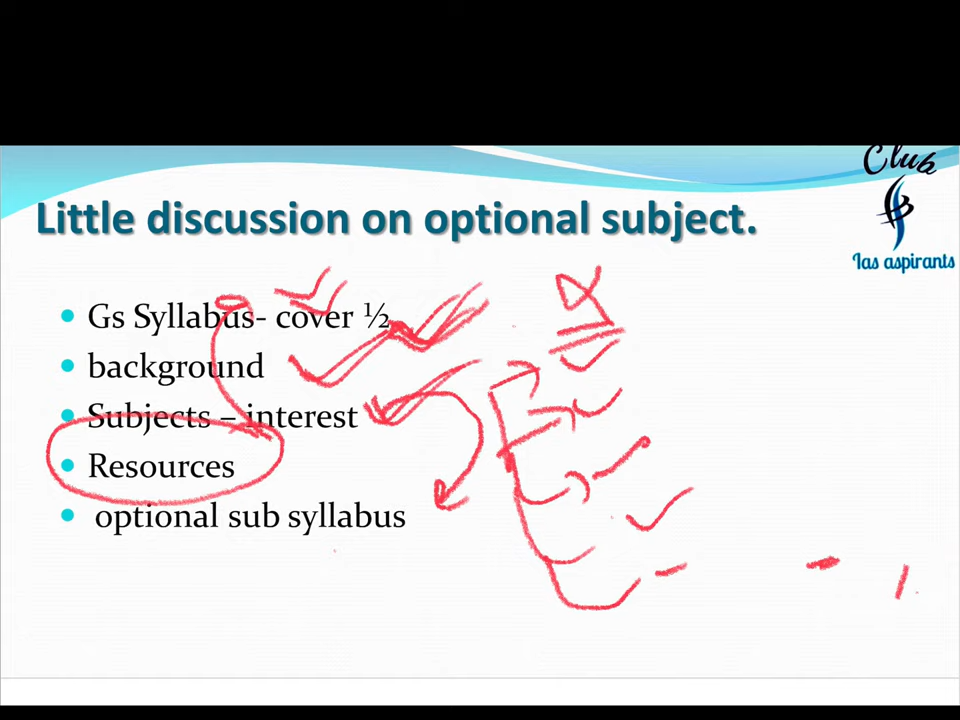 Club
Ias aspirants
Little discussion on optional subject.
Gs Syllabus- cover ½
background
Subjects – interest
Resources
optional sub syllabus